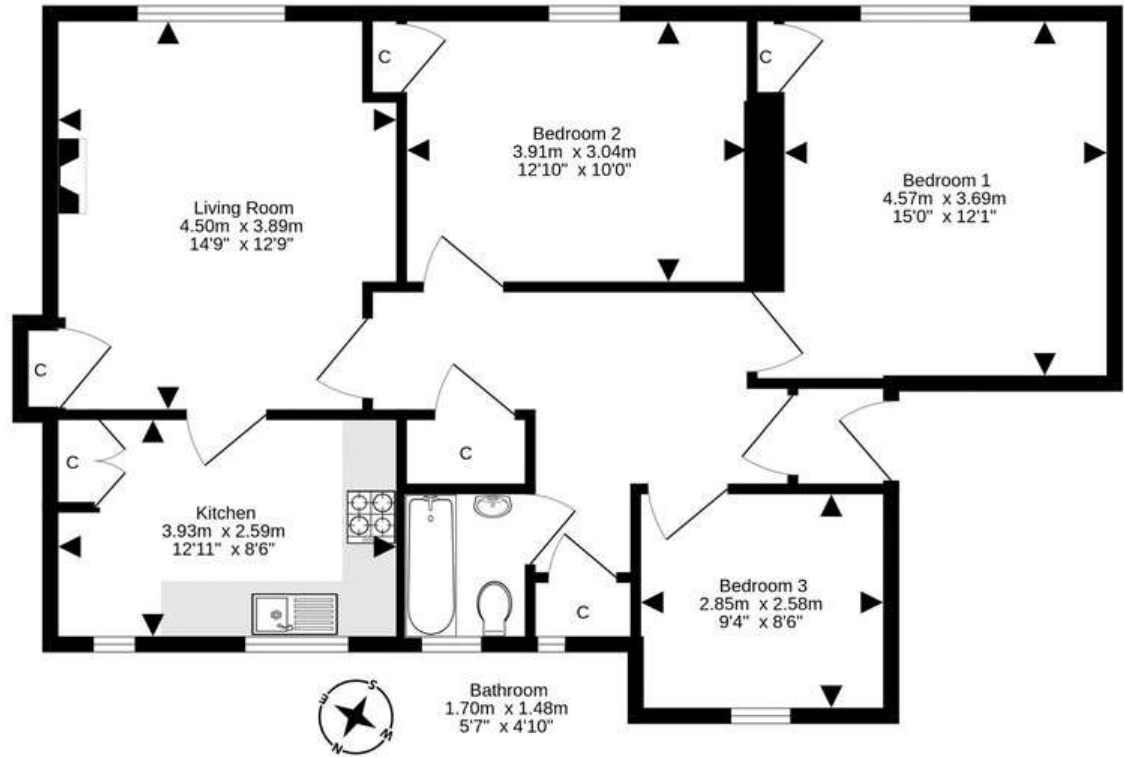 C
C
C
Bedroom 2
3.91m x 3.04m
12'10" x 10'0"
Bedroom 1
4.57m x 3.69m
15'0" x 12'1"
Living Room
4.50m x 3.89m
14'9" x 12'9"
C
C
C
Kitchen
3.93m x 2.59m
12'11" x 8'6"
Bedroom 3
2.85m x 2.58m
9'4" x 8'6"
C
Bathroom
1.70m x 1.48m
5'7" x 4'10"
S
E
W
N